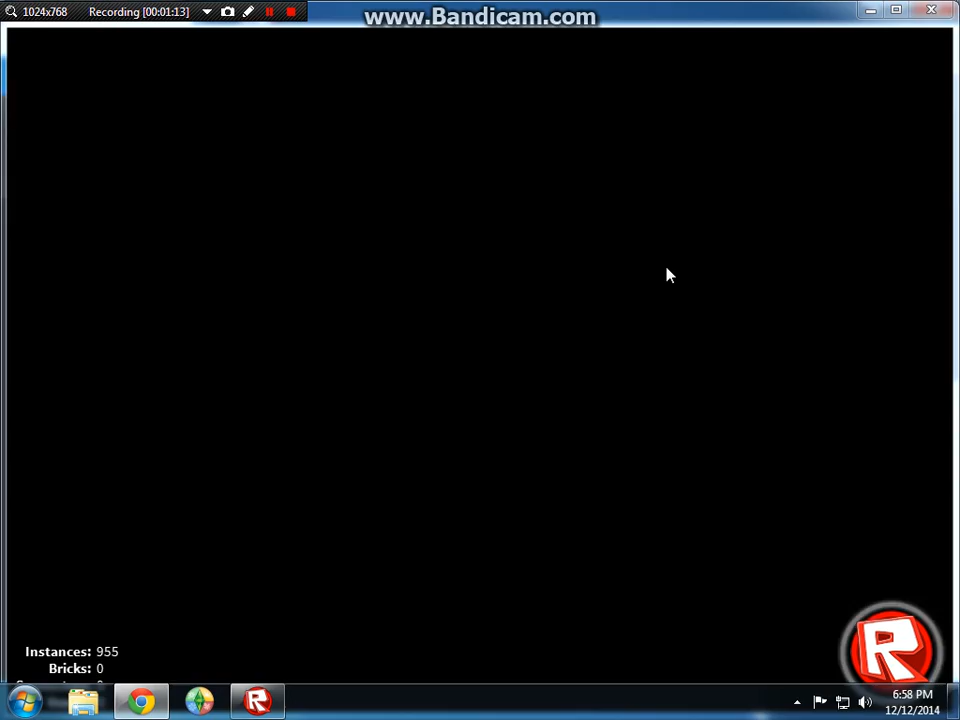 1024x768 Recording [00:01:13]
www.Bandicam.com
Instances: 955
Bricks: 0
R
R
6:58 PM
12/12/2014